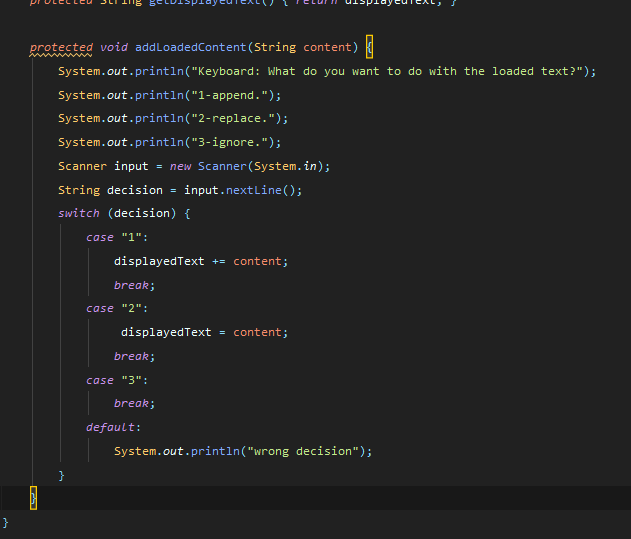 protected String getDisplayedText() { return displayedText; }
protected void addLoadedContent(String content) {
System.out.println("Keyboard: What do you want to do with the loaded text?");
System.out.println("1-append.");
System.out.println("2-replace.");
System.out.println("3-ignore.");
Scanner input = new Scanner(System.in);
String decision = input.nextLine();
switch (decision) {
case "1":
displayedText += content;
break;
case "2":
displayedText = content;
break;
case "3":
break;
default:
System.out.println("wrong decision");
}
}
}